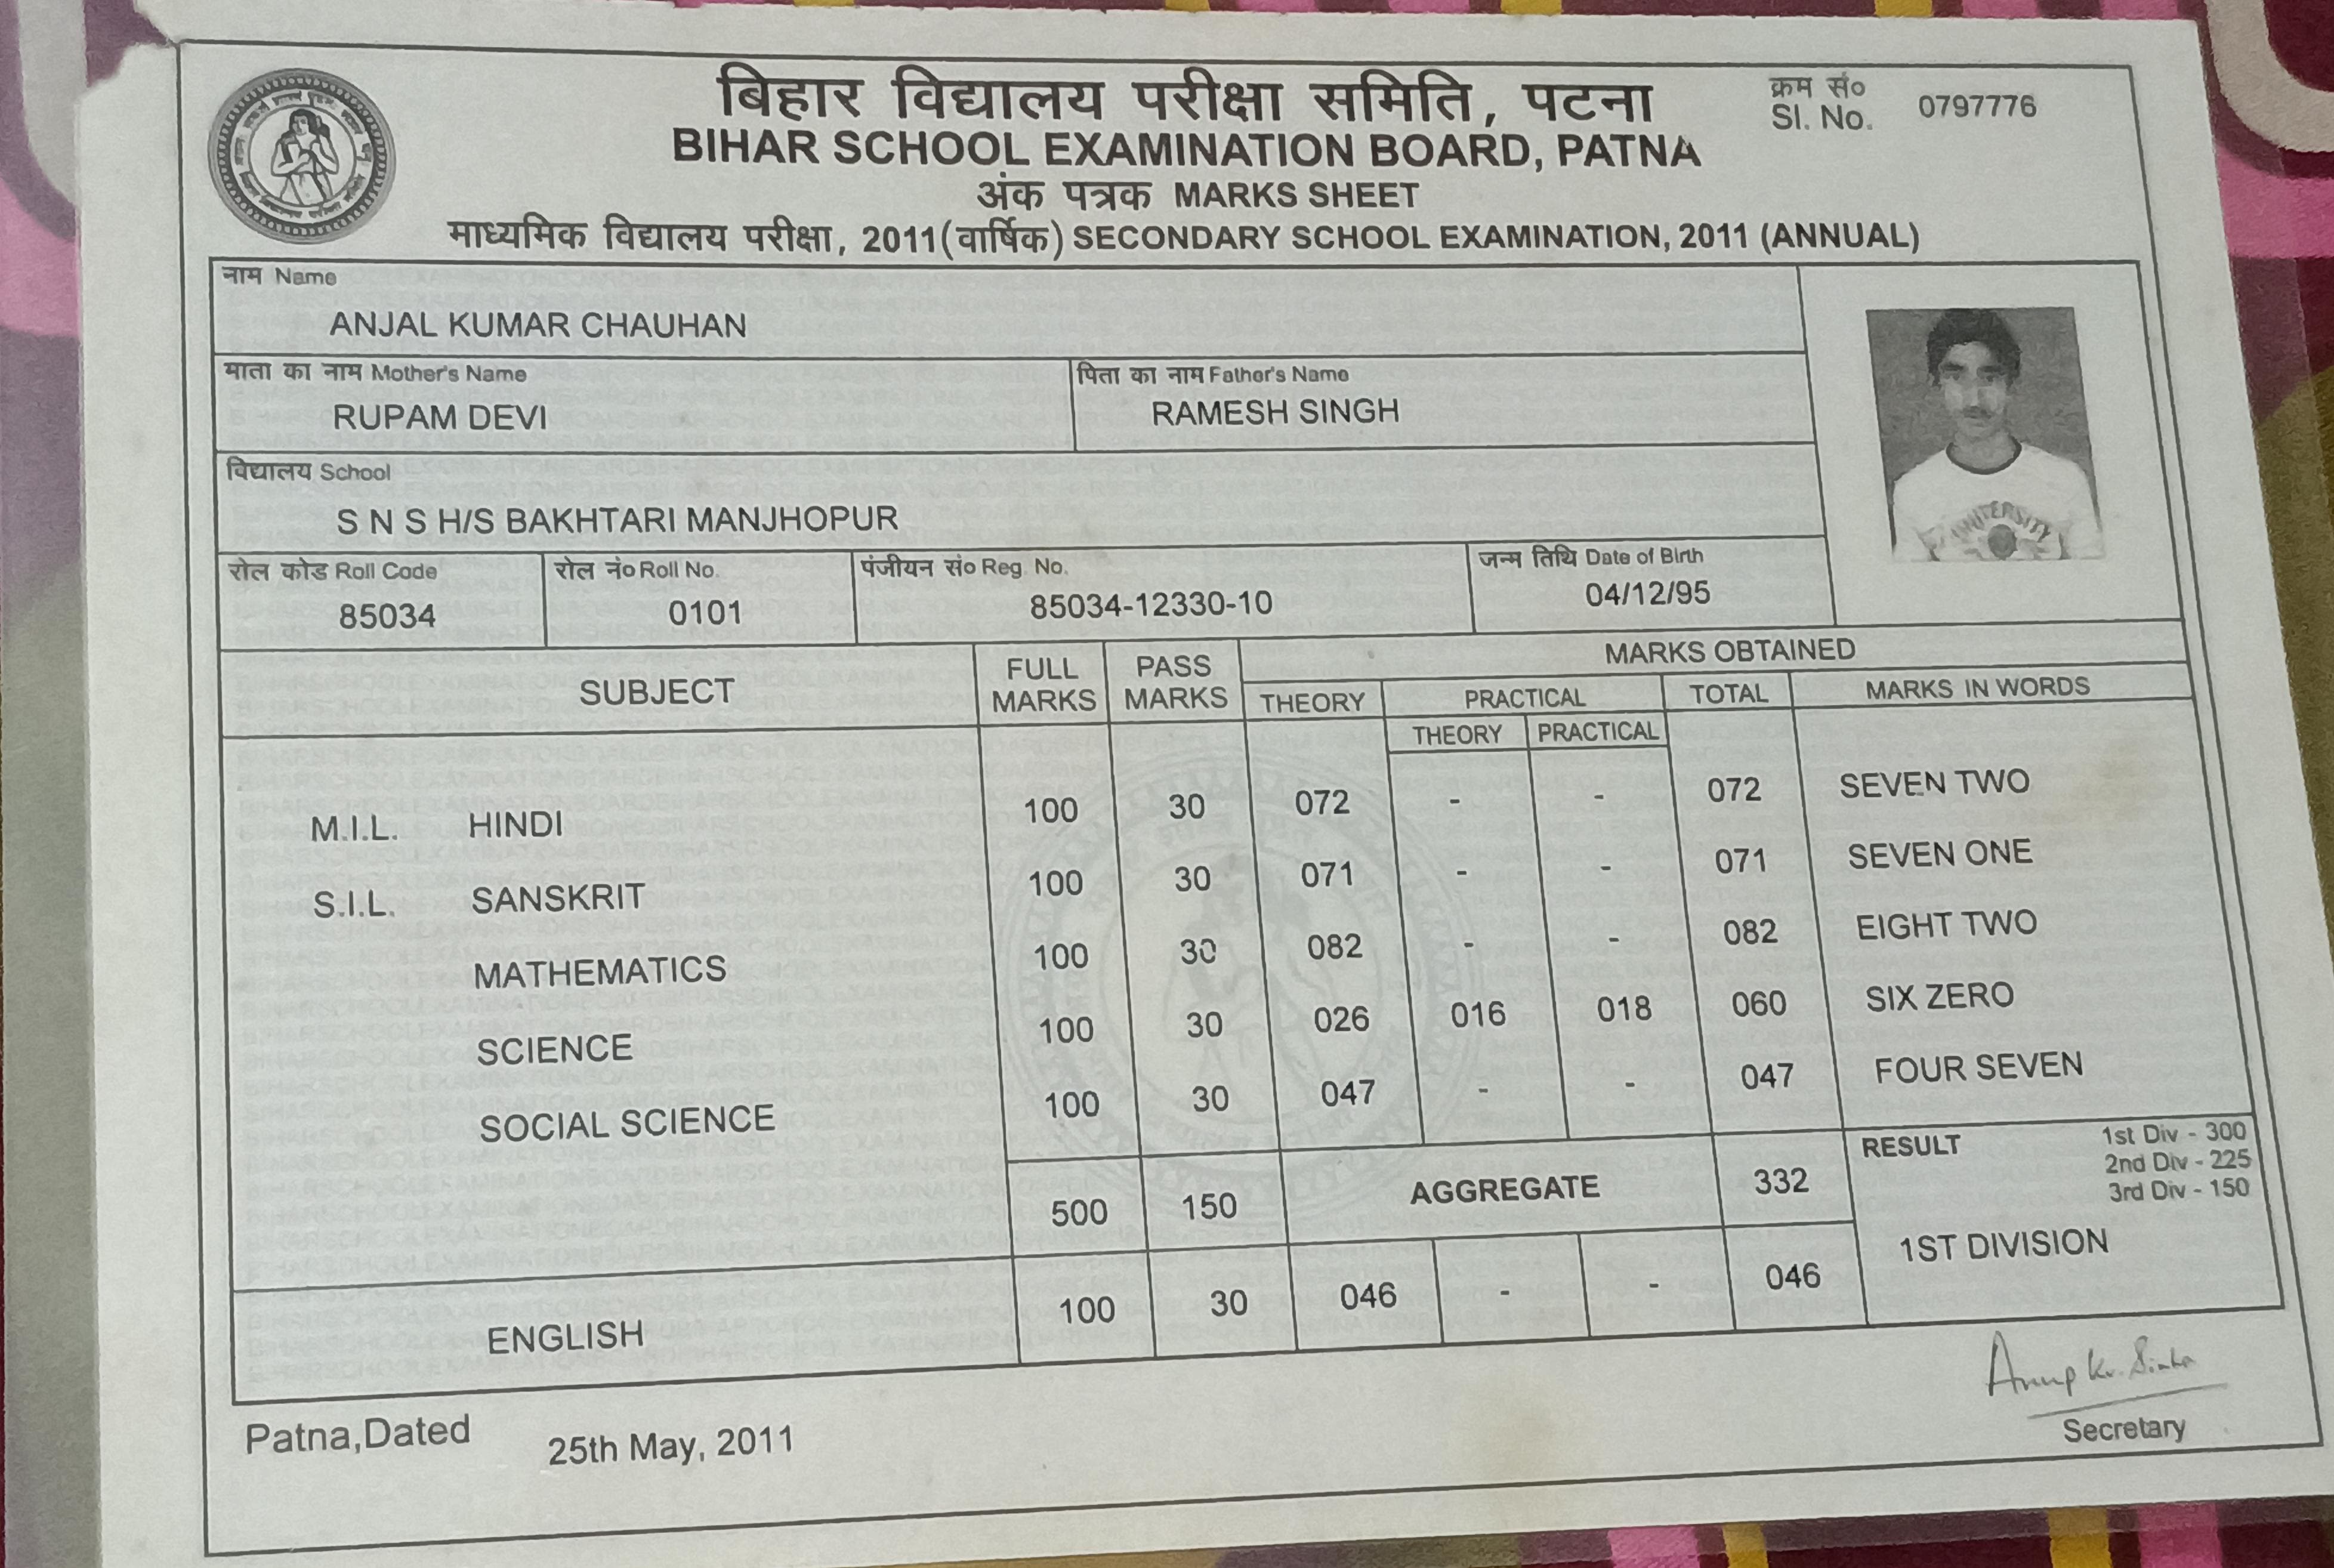 बिहार विद्यालय परीक्षा समिति, पटना
क्रम सं०
Sl. No. 0797776
BIHAR SCHOOL EXAMINATION BOARD, PATNA
अंक पत्रक MARKS SHEET
माध्यमिक विद्यालय परीक्षा, 2011(वार्षिक) SECONDARY SCHOOL EXAMINATION, 2011 (ANNUAL)
नाम Name
ANJAL KUMAR CHAUHAN
माता का नाम Mother's Name पिता का नाम Father's Name
RUPAM DEVI RAMESH SINGH
विद्यालय School
S N S H/S BAKHTARI MANJHOPUR
UNIVERSITY
रोल कोड Roll Code रोल नं० Roll No. पंजीयन सं० Reg. No. जन्म तिथि Date of Birth
85034 0101 85034-12330-10 04/12/95
SUBJECT FULL MARKS PASS MARKS MARKS OBTAINED
THEORY PRACTICAL TOTAL MARKS IN WORDS
THEORY PRACTICAL
M.I.L. HINDI 100 30 072 - - 072 SEVEN TWO
S.I.L. SANSKRIT 100 30 071 - - 071 SEVEN ONE
MATHEMATICS 100 30 082 - - 082 EIGHT TWO
SCIENCE 100 30 026 016 018 060 SIX ZERO
SOCIAL SCIENCE 100 30 047 - - 047 FOUR SEVEN
500 150 AGGREGATE 332
RESULT 1st Div - 300
2nd Div - 225
3rd Div - 150
1ST DIVISION
ENGLISH 100 30 046 - - 046
Anup Kr. Sinha
Secretary
Patna,Dated 25th May, 2011